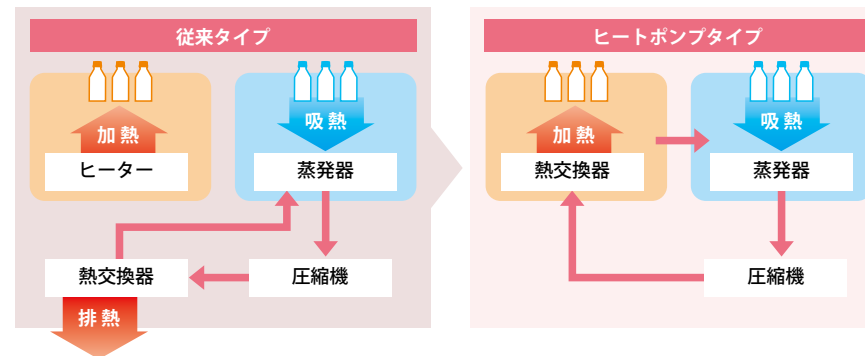 従来タイプ
加熱
ヒーター
吸熱
蒸発器
熱交換器
圧縮機
排熱
ヒートポンプタイプ
加熱
熱交換器
吸熱
蒸発器
圧縮機